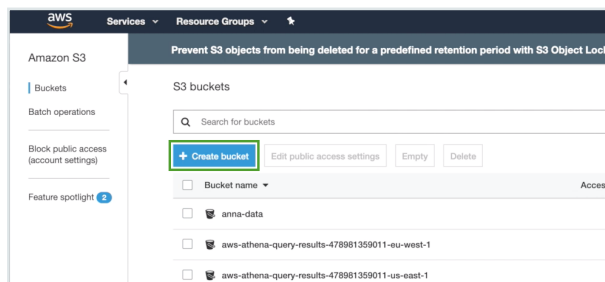 aws
Services
Resource Groups
Amazon S3
Prevent S3 objects from being deleted for a predefined retention period with S3 Object Loc
Buckets
Batch operations
Block public access
(account settings)
Feature spotlight 2
S3 buckets
Search for buckets
+ Create bucket
Edit public access settings
Empty
Delete
Bucket name
Acces
anna-data
aws-athena-query-results-478981359011-eu-west-1
aws-athena-query-results-478981359011-us-east-1